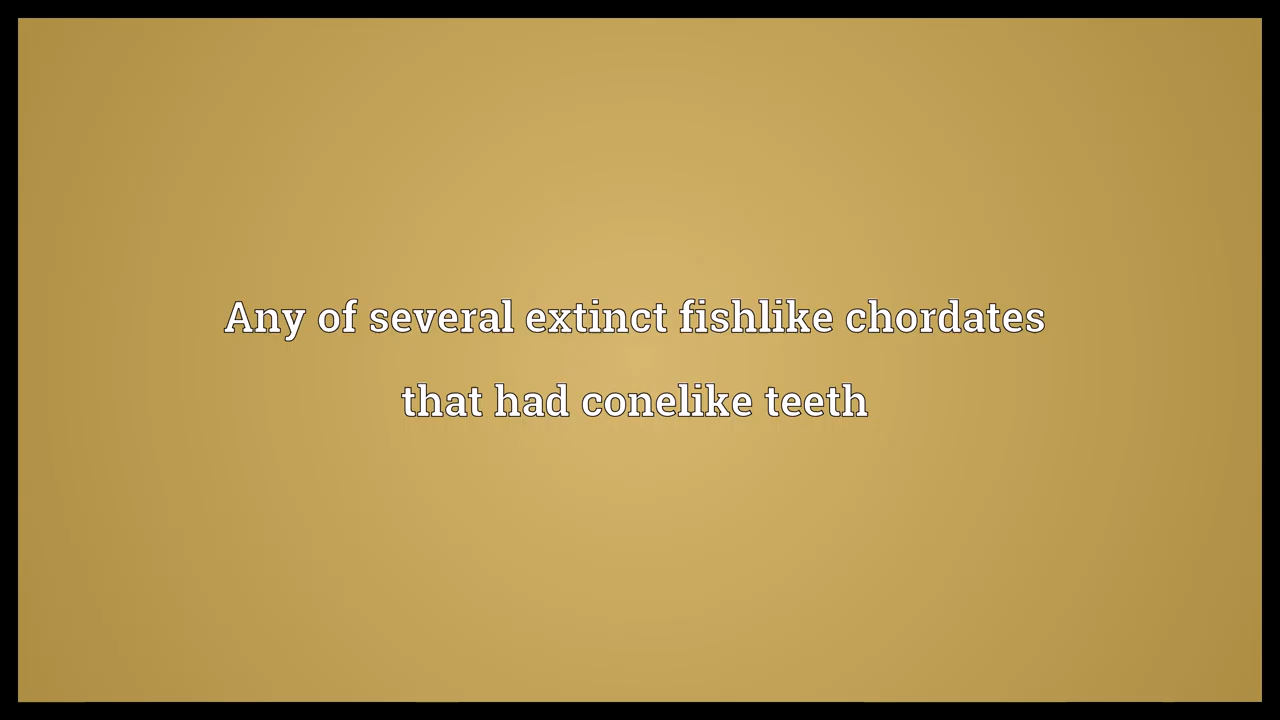 Any of several extinct fishlike chordates
that had conelike teeth